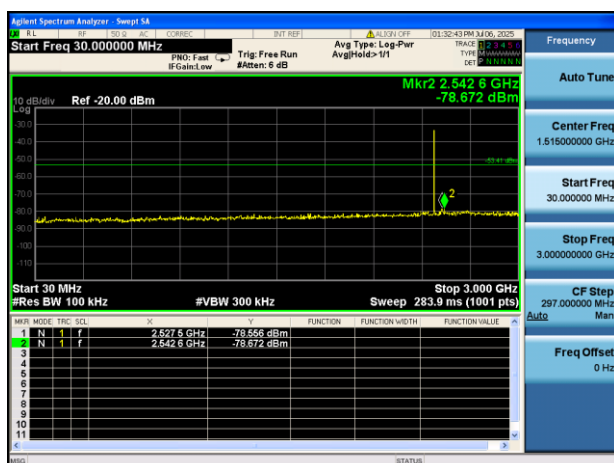 Agilent Spectrum Analyzer - Swept SA
RL RF 50 Ω AC CORREC INT REF ALIGN OFF 01:32:43 PM Jul 06, 2025
Start Freq 30.000000 MHz
PNO: Fast
IFGain:Low
Trig: Free Run
#Atten: 6 dB
Avg Type: Log-Pwr
Avg|Hold:>1/1
TRACE 1 2 3 4 5 6
TYPE MWWWWW
DET P N N N N N
Mkr2 2.542 6 GHz
-78.672 dBm
10 dB/div Ref -20.00 dBm
Log
-30.0
-40.0
-50.0
-53.41 dBm
-60.0
-70.0
2
-80.0
-90.0
-100
-110
Start 30 MHz Stop 3.000 GHz
#Res BW 100 kHz #VBW 300 kHz Sweep 283.9 ms (1001 pts)
MKR MODE TRC SCL X Y FUNCTION FUNCTION WIDTH FUNCTION VALUE
1 N 1 f 2.527 5 GHz -78.556 dBm
2 N 1 f 2.542 6 GHz -78.672 dBm
3
4
5
6
7
8
9
10
11
MSG STATUS
Frequency
Auto Tune
Center Freq
1.515000000 GHz
Start Freq
30.000000 MHz
Stop Freq
3.000000000 GHz
CF Step
297.000000 MHz
Auto Man
Freq Offset
0 Hz